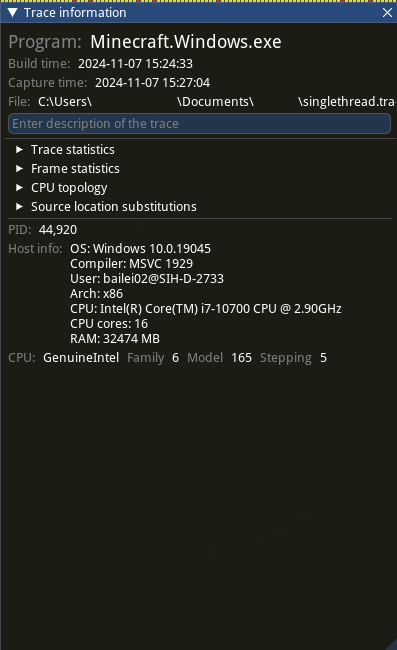 Trace information
Program: Minecraft.Windows.exe
Build time: 2024-11-07 15:24:33
Capture time: 2024-11-07 15:27:04
File: C:\Users\ \Documents\ \singlethread.tra
Enter description of the trace
Trace statistics
Frame statistics
CPU topology
Source location substitutions
PID: 44,920
Host info: OS: Windows 10.0.19045
Compiler: MSVC 1929
User: bailei02@SIH-D-2733
Arch: x86
CPU: Intel(R) Core(TM) i7-10700 CPU @ 2.90GHz
CPU cores: 16
RAM: 32474 MB
CPU: GenuineIntel Family 6 Model 165 Stepping 5